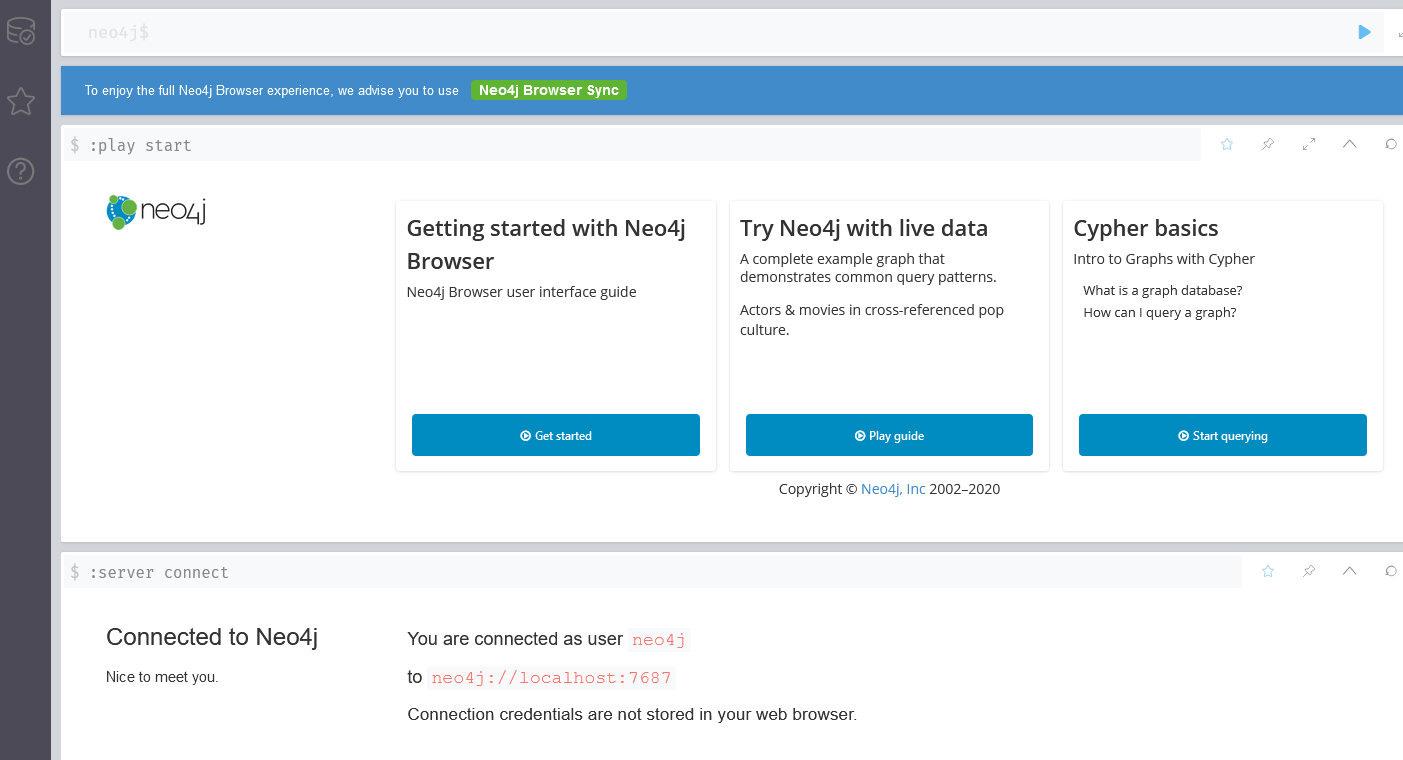 neo4j$
To enjoy the full Neo4j Browser experience, we advise you to use Neo4j Browser Sync
$ :play start
neo4j
Getting started with Neo4j
Browser
Neo4j Browser user interface guide
Get started
Try Neo4j with live data
A complete example graph that
demonstrates common query patterns.
Actors & movies in cross-referenced pop
culture.
Play guide
Cypher basics
Intro to Graphs with Cypher
What is a graph database?
How can I query a graph?
Start querying
Copyright © Neo4j, Inc 2002–2020
$ :server connect
Connected to Neo4j
Nice to meet you.
You are connected as user neo4j
to neo4j://localhost:7687
Connection credentials are not stored in your web browser.